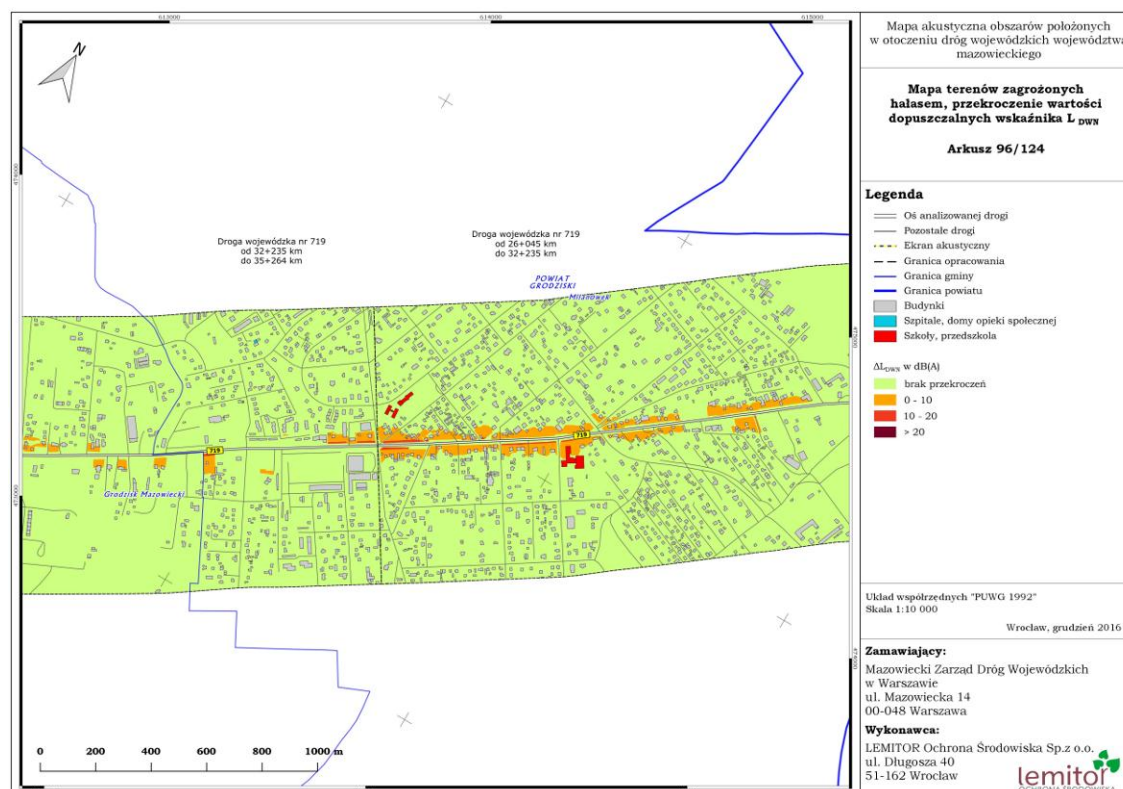 613000
614000
615000
Mapa akustyczna obszarów położonych
w otoczeniu dróg wojewódzkich województwa
mazowieckiego
Mapa terenów zagrożonych
hałasem, przekroczenie wartości
dopuszczalnych wskaźnika L DWN
Arkusz 96/124
N
Droga wojewódzka nr 719
od 32+235 km
do 35+264 km
Droga wojewódzka nr 719
od 26+045 km
do 32+235 km
POWIAT
GRODZISKI
Milanówek
719
719
Grodzisk Mazowiecki
Legenda
Oś analizowanej drogi
Pozostałe drogi
Ekran akustyczny
Granica opracowania
Granica gminy
Granica powiatu
Budynki
Szpitale, domy opieki społecznej
Szkoły, przedszkola
ΔLDWN w dB(A)
brak przekroczeń
0 - 10
10 - 20
> 20
0 200 400 600 800 1000 m
Układ współrzędnych "PUWG 1992"
Skala 1:10 000
Wrocław, grudzień 2016
Zamawiający:
Mazowiecki Zarząd Dróg Wojewódzkich
w Warszawie
ul. Mazowiecka 14
00-048 Warszawa
Wykonawca:
LEMITOR Ochrona Środowiska Sp.z o.o.
ul. Długosza 40
51-162 Wrocław
lemitor
OCHRONA ŚRODOWISKA